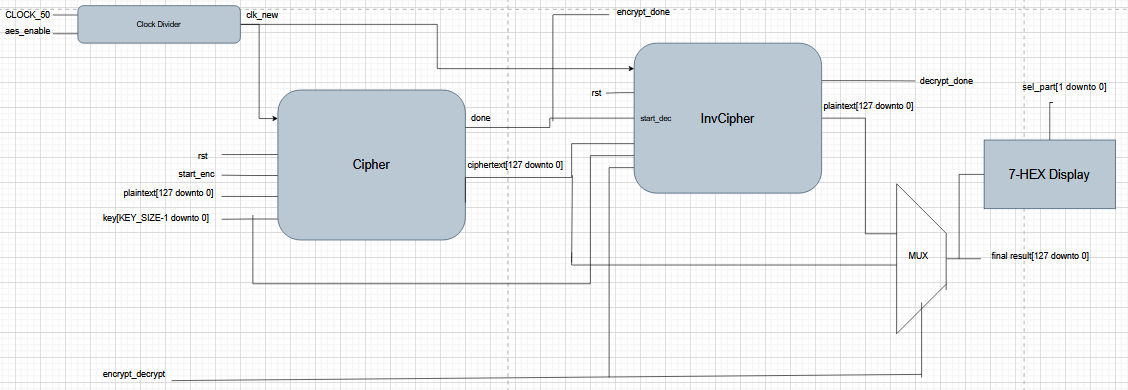 CLOCK_50
aes_enable
Clock Divider
clk_new
encrypt_done
rst
start_enc
plaintext[127 downto 0]
key[KEY_SIZE-1 downto 0]
Cipher
done
ciphertext[127 downto 0]
rst
start_dec
InvCipher
decrypt_done
plaintext[127 downto 0]
sel_part[1 downto 0]
7-HEX Display
MUX
final result[127 downto 0]
encrypt_decrypt